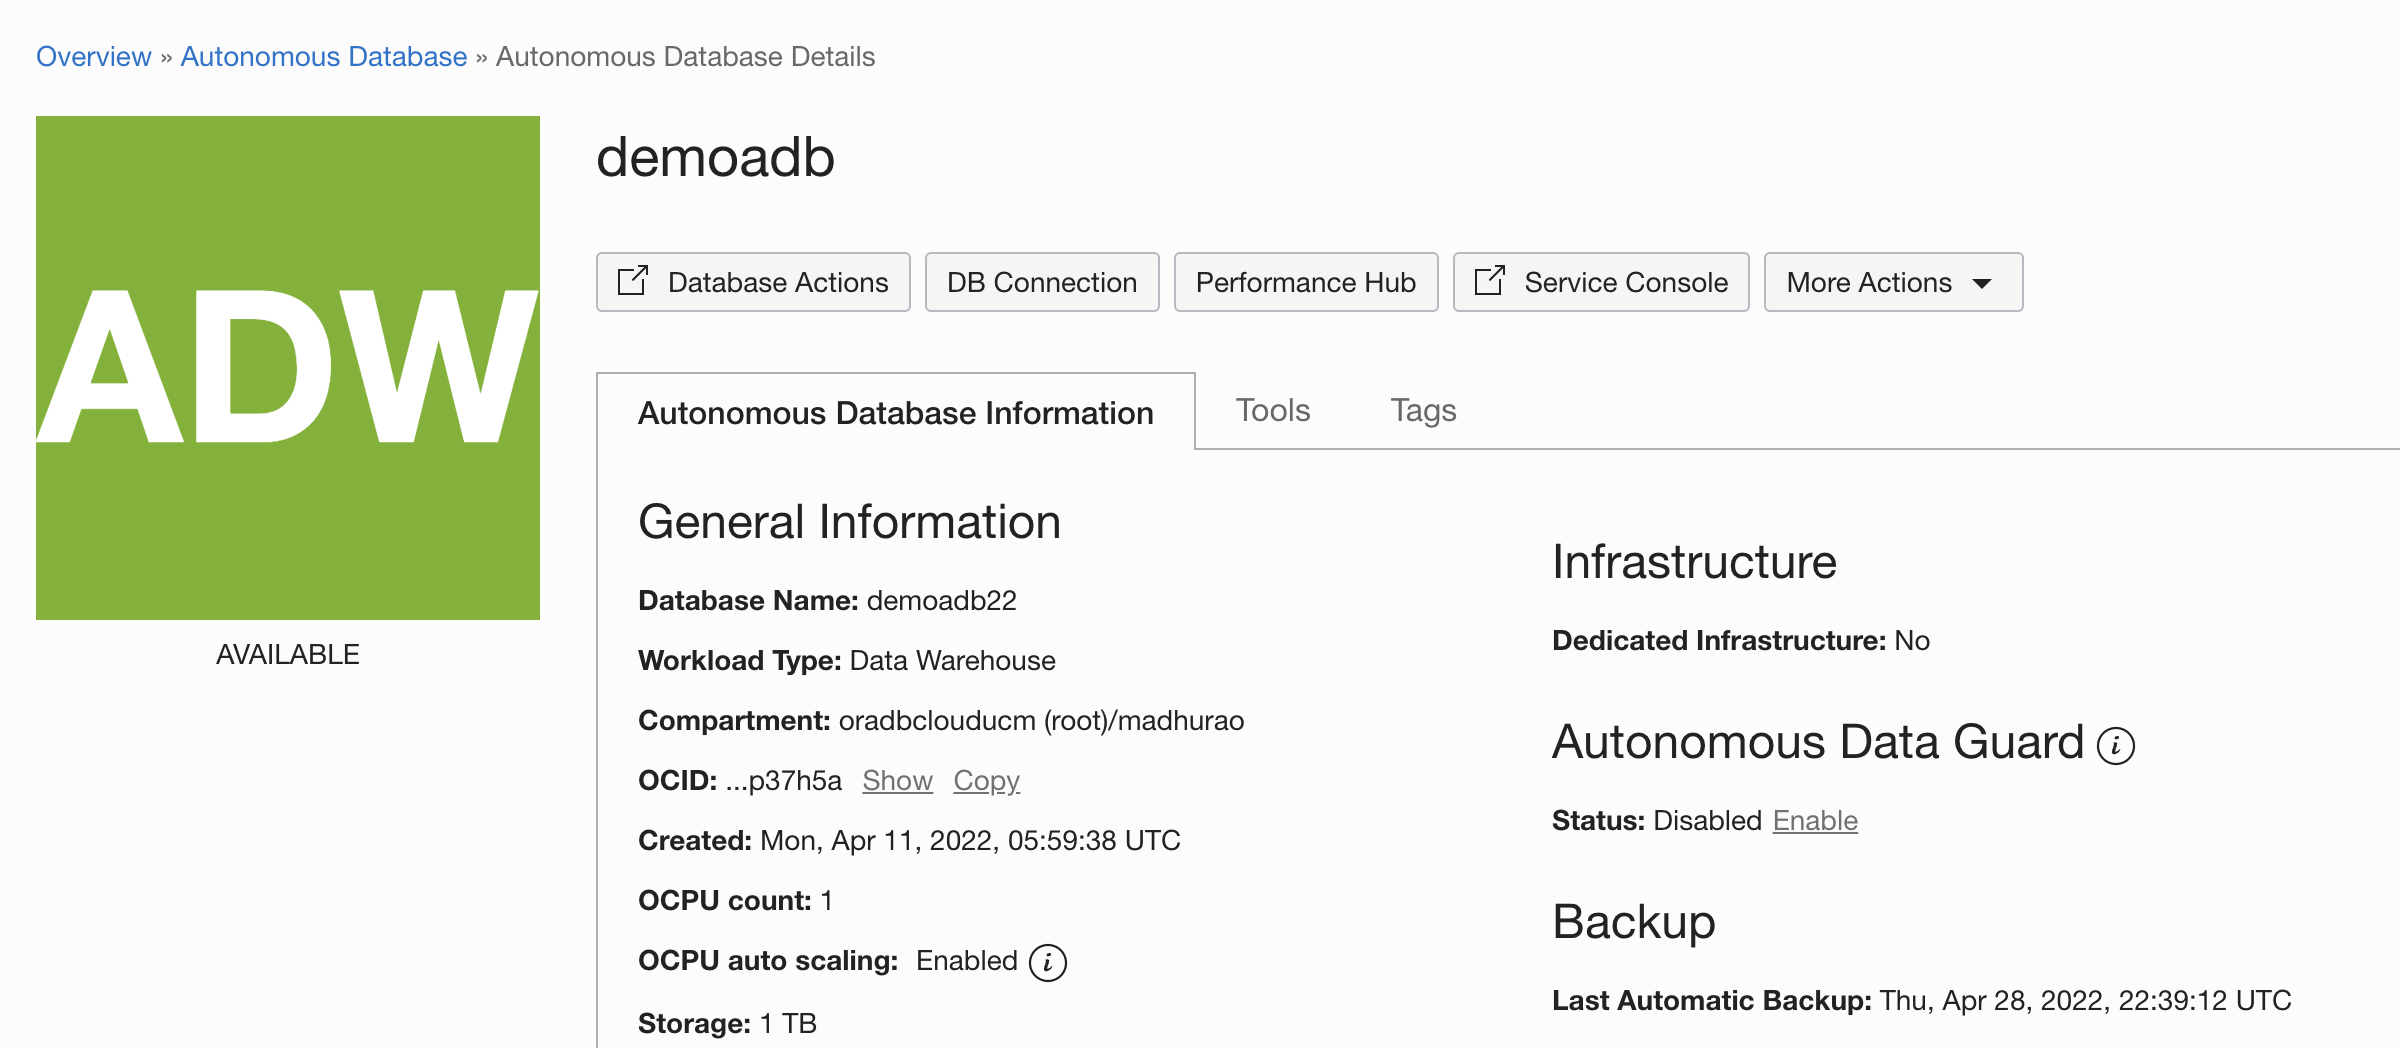 Overview » Autonomous Database » Autonomous Database Details
ADW
AVAILABLE
demoadb
Database Actions
DB Connection
Performance Hub
Service Console
More Actions
Autonomous Database Information
Tools
Tags
General Information
Database Name: demoadb22
Workload Type: Data Warehouse
Compartment: oradbclouducm (root)/madhurao
OCID: ...p37h5a Show Copy
Created: Mon, Apr 11, 2022, 05:59:38 UTC
OCPU count: 1
OCPU auto scaling: Enabled i
Storage: 1 TB
Infrastructure
Dedicated Infrastructure: No
Autonomous Data Guard i
Status: Disabled Enable
Backup
Last Automatic Backup: Thu, Apr 28, 2022, 22:39:12 UTC